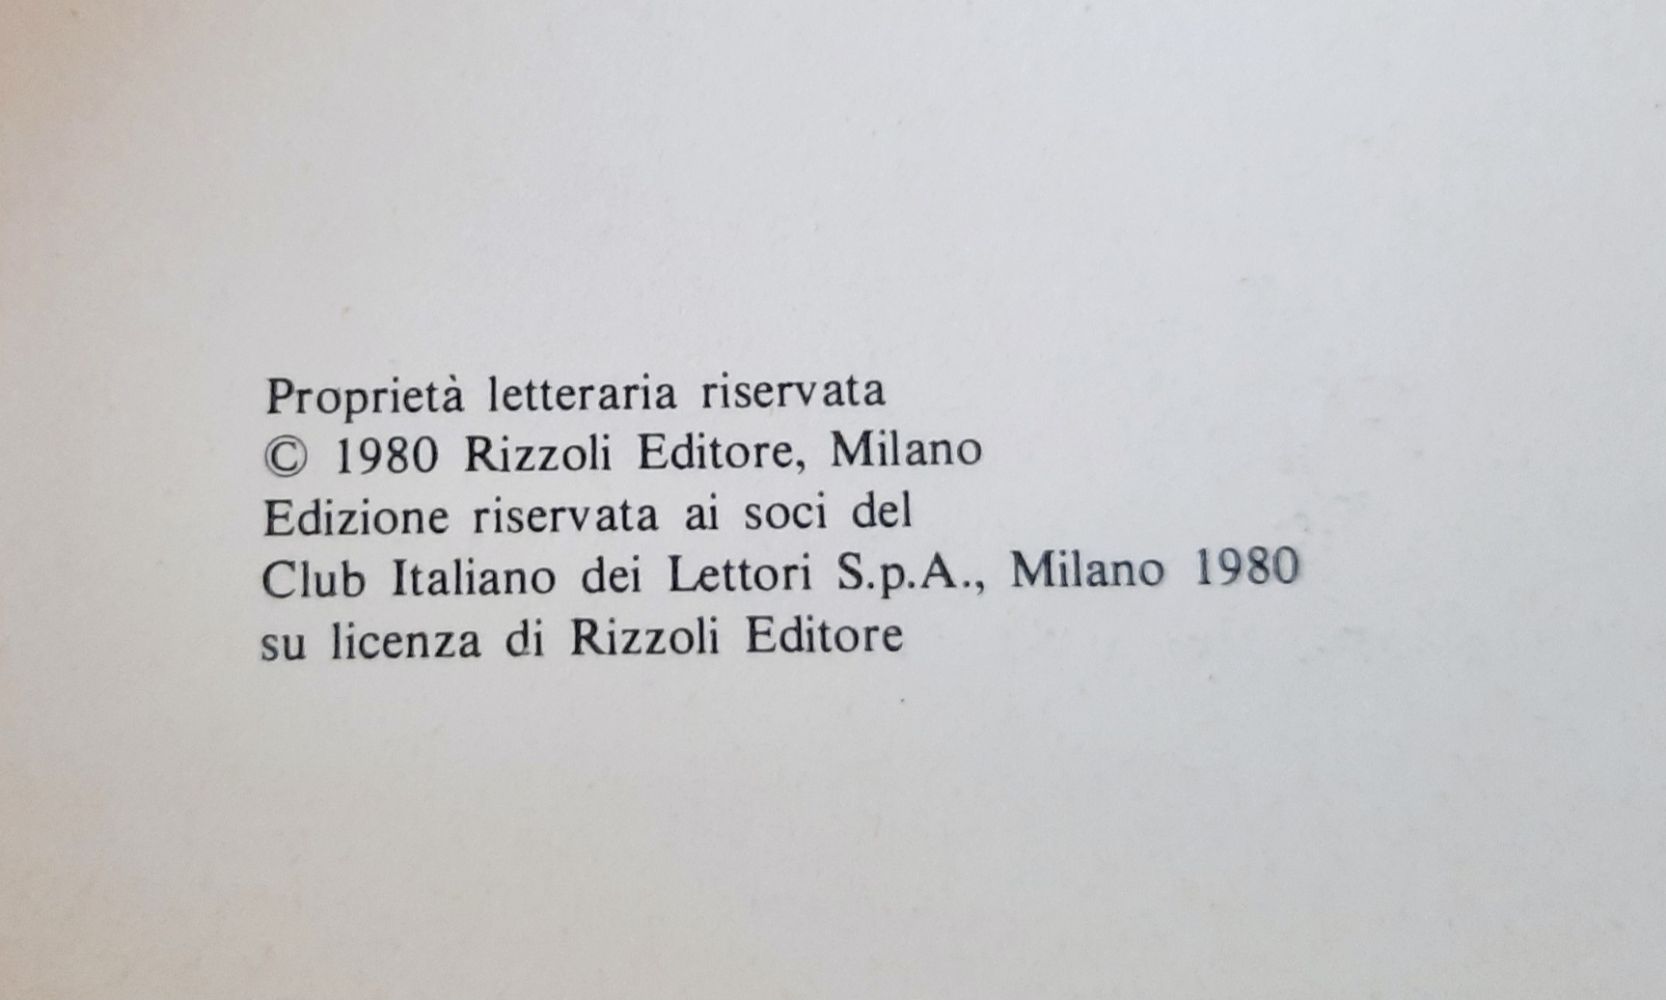 Proprietà letteraria riservata
© 1980 Rizzoli Editore, Milano
Edizione riservata ai soci del
Club Italiano dei Lettori S.p.A., Milano 1980
su licenza di Rizzoli Editore